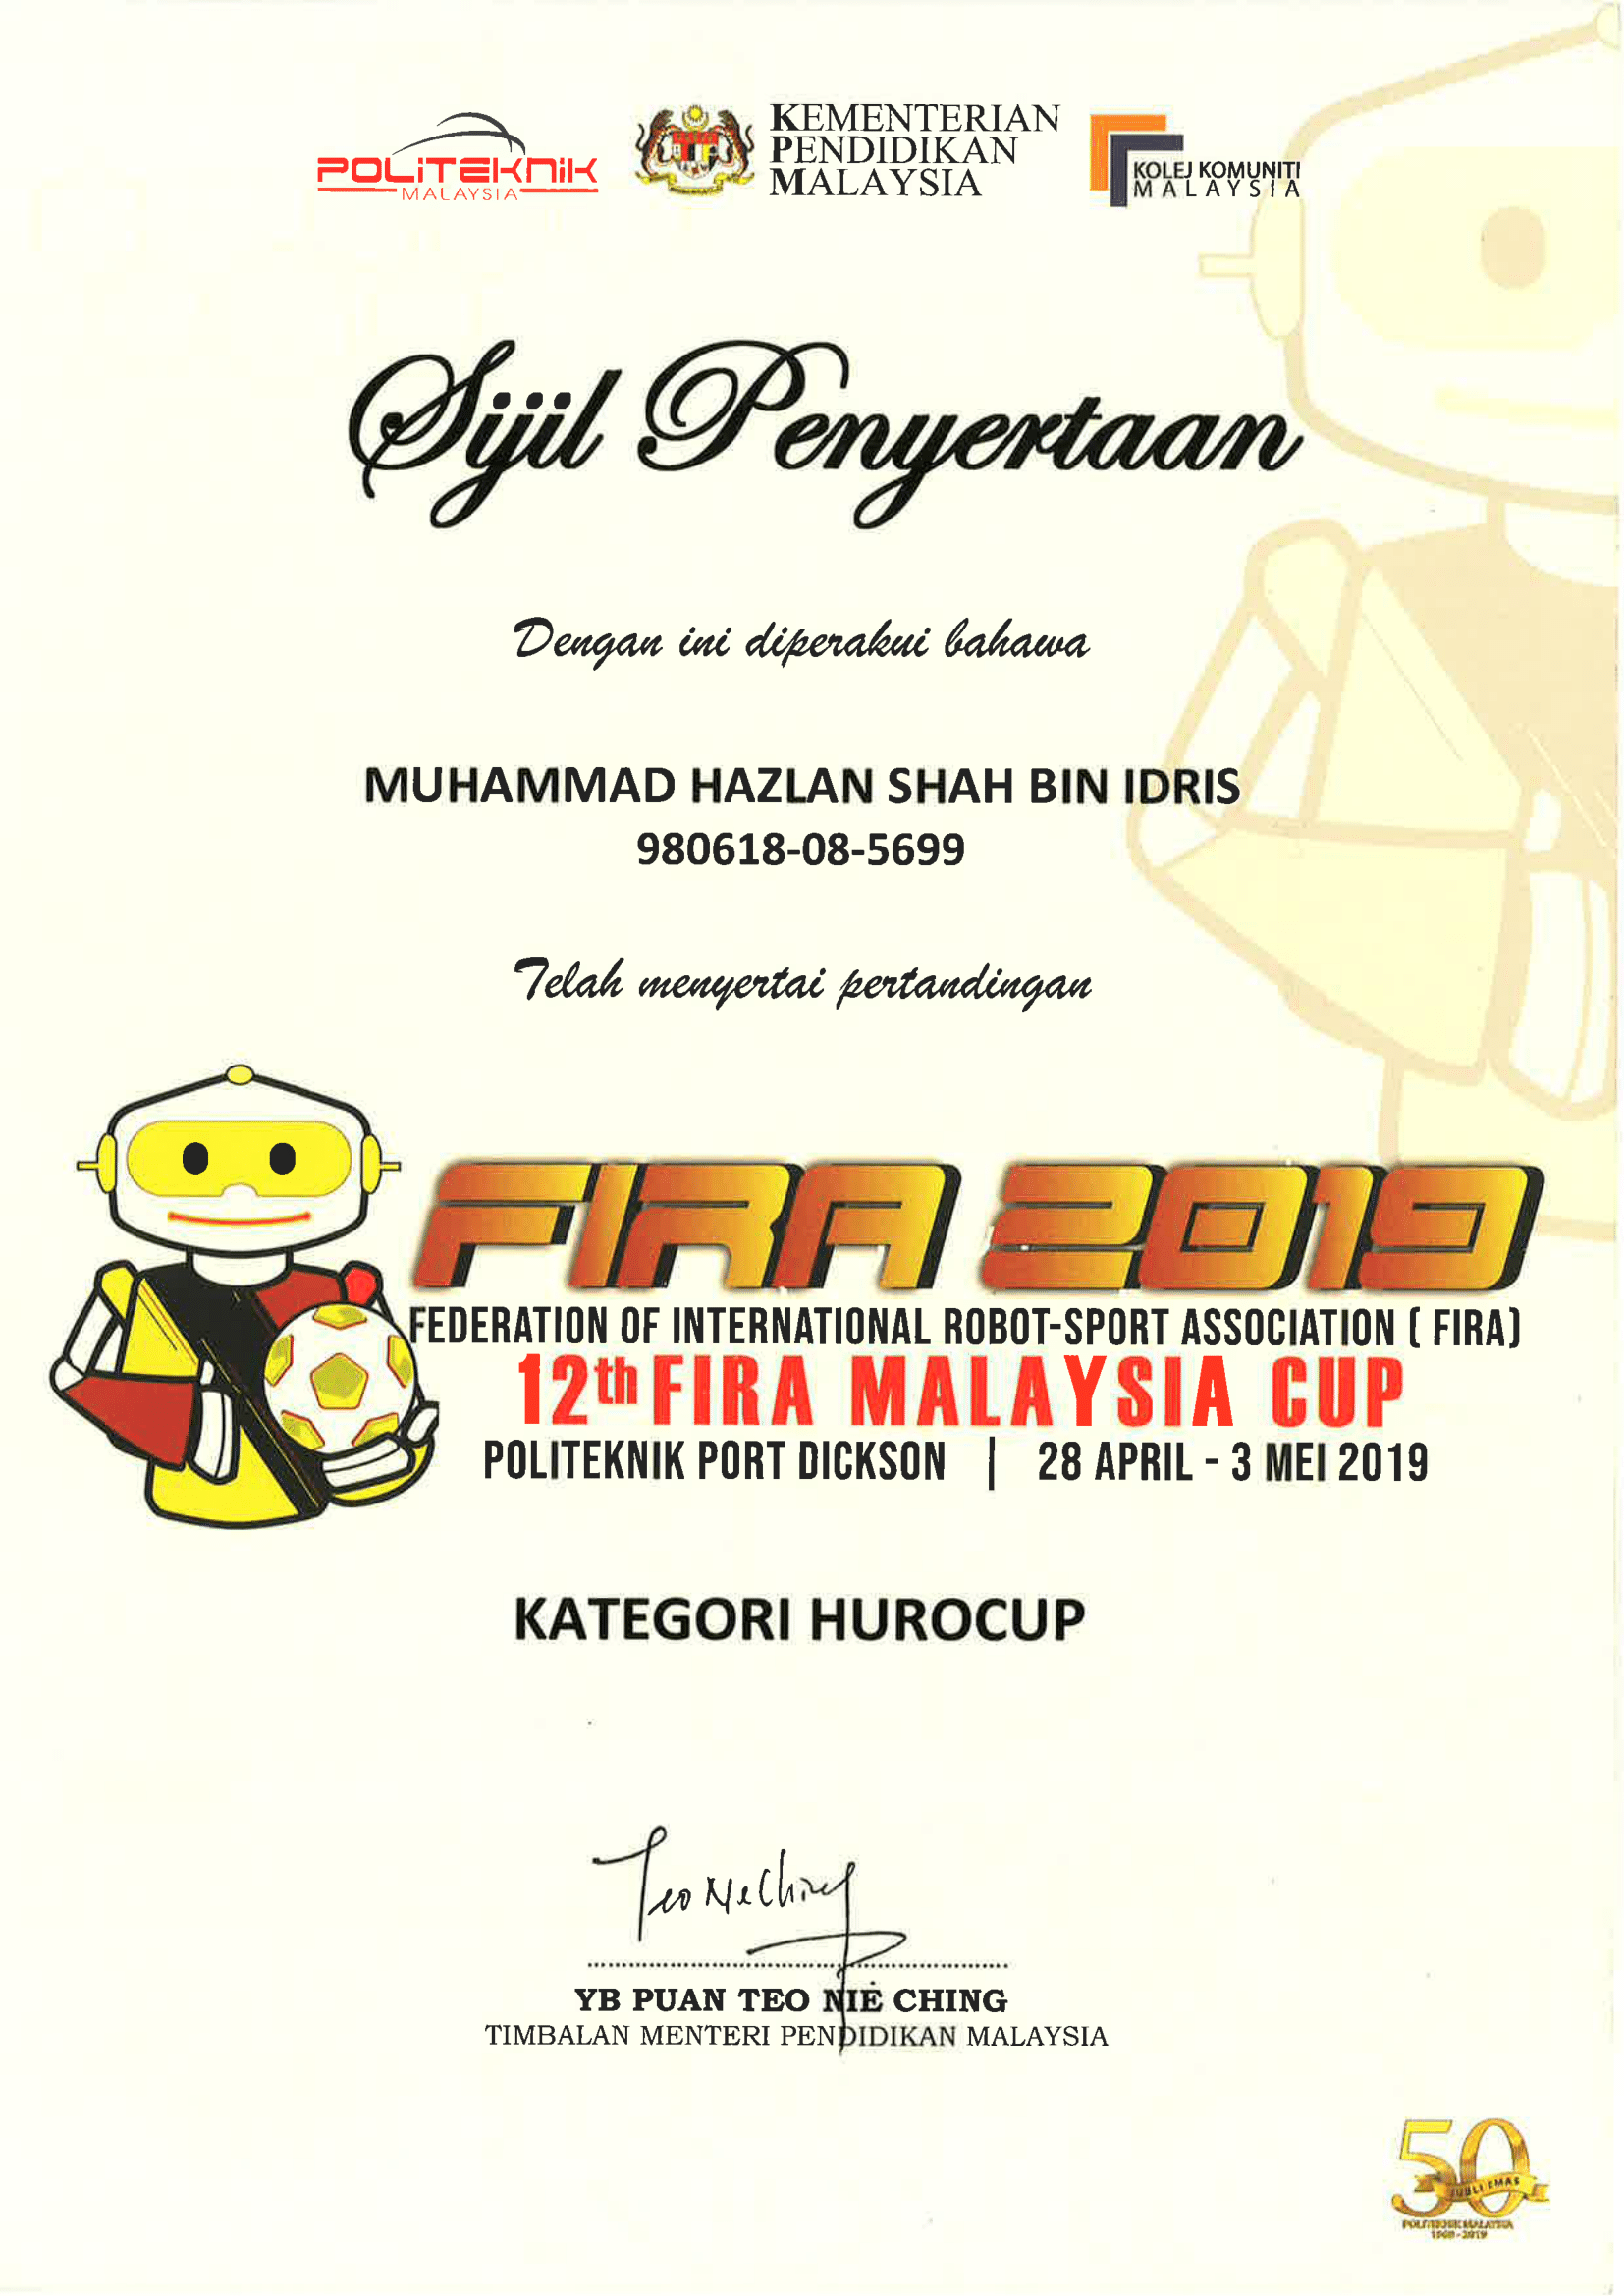 POLITEKNIK
MALAYSIA
KEMENTERIAN
PENDIDIKAN
MALAYSIA
KOLEJ KOMUNITI
MALAYSIA
Sijil Penyertaan
Dengan ini diperakui bahawa
MUHAMMAD HAZLAN SHAH BIN IDRIS
980618-08-5699
Telah menyertai pertandingan
FIRA 2019
FEDERATION OF INTERNATIONAL ROBOT-SPORT ASSOCIATION ( FIRA)
12th FIRA MALAYSIA CUP
POLITEKNIK PORT DICKSON | 28 APRIL - 3 MEI 2019
KATEGORI HUROCUP
Teo Nie Ching
YB PUAN TEO NIE CHING
TIMBALAN MENTERI PENDIDIKAN MALAYSIA
50
JUBLI EMAS
POLITEKNIK MALAYSIA
1969-2019